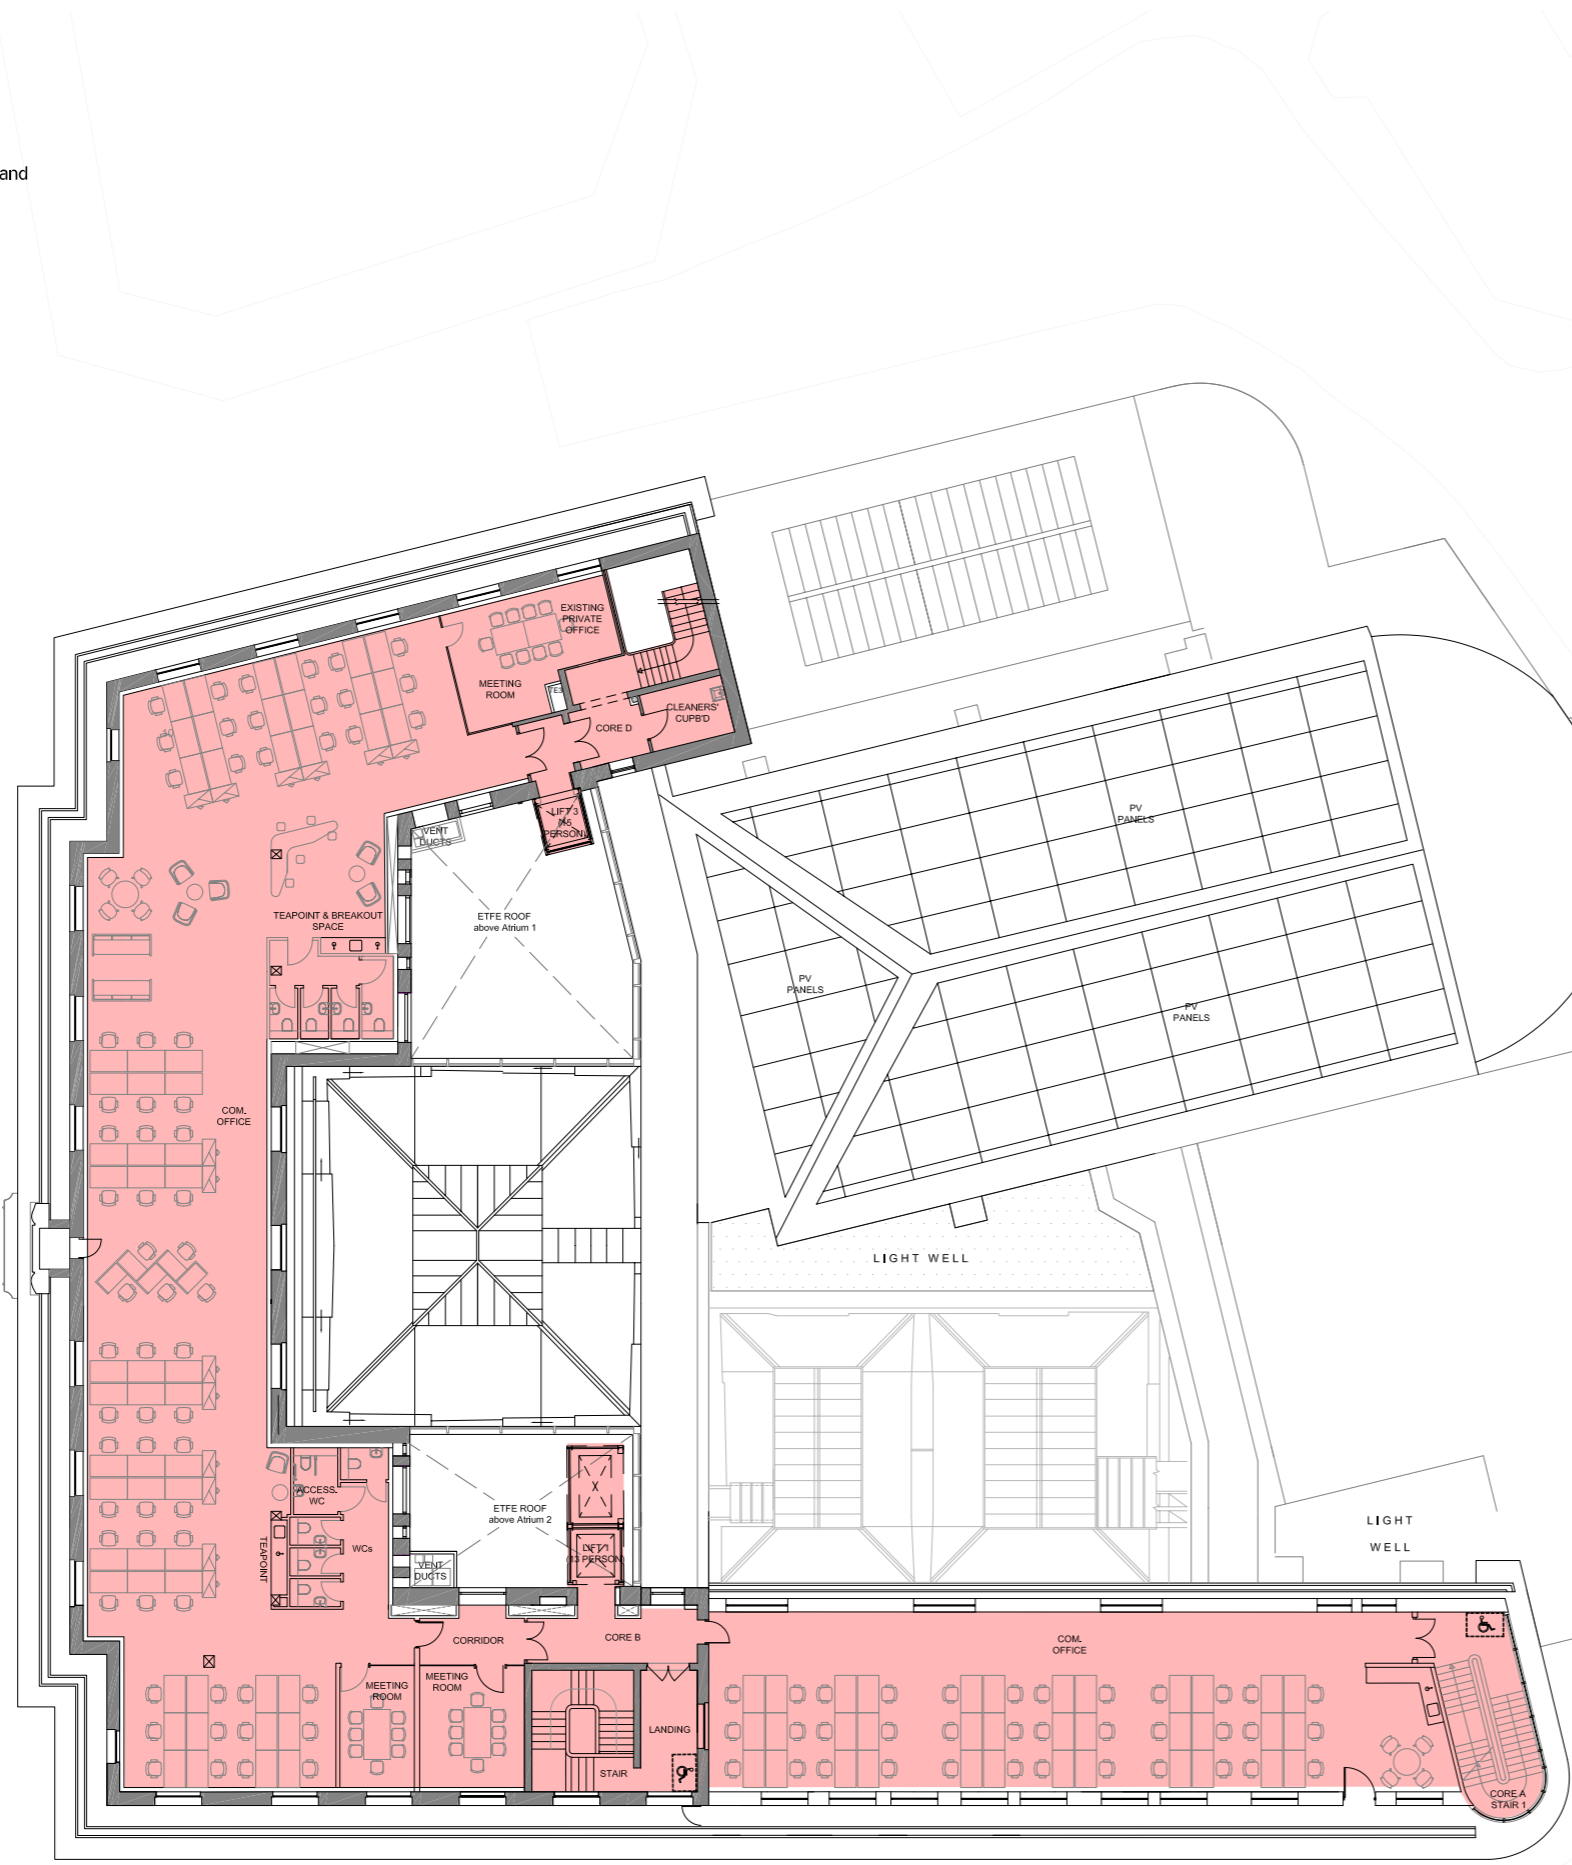 and
EXISTING
PRIVATE
OFFICE
MEETING
ROOM
CLEANERS'
CUPB'D
CORE D
LIFT 3
PERSON
VENT
DUCTS
TEAPOINT & BREAKOUT
SPACE
ETFE ROOF
above Atrium 1
PV
PANELS
PV
PANELS
PV
PANELS
COM.
OFFICE
LIGHT WELL
ACCESS
WC
WCs
TEAPOINT
ETFE ROOF
above Atrium 2
X
LIFT 1
13 PERSON
VENT
DUCTS
LIGHT
WELL
CORRIDOR
CORE B
COM.
OFFICE
MEETING
ROOM
MEETING
ROOM
LANDING
STAIR
CORE A
STAIR 1